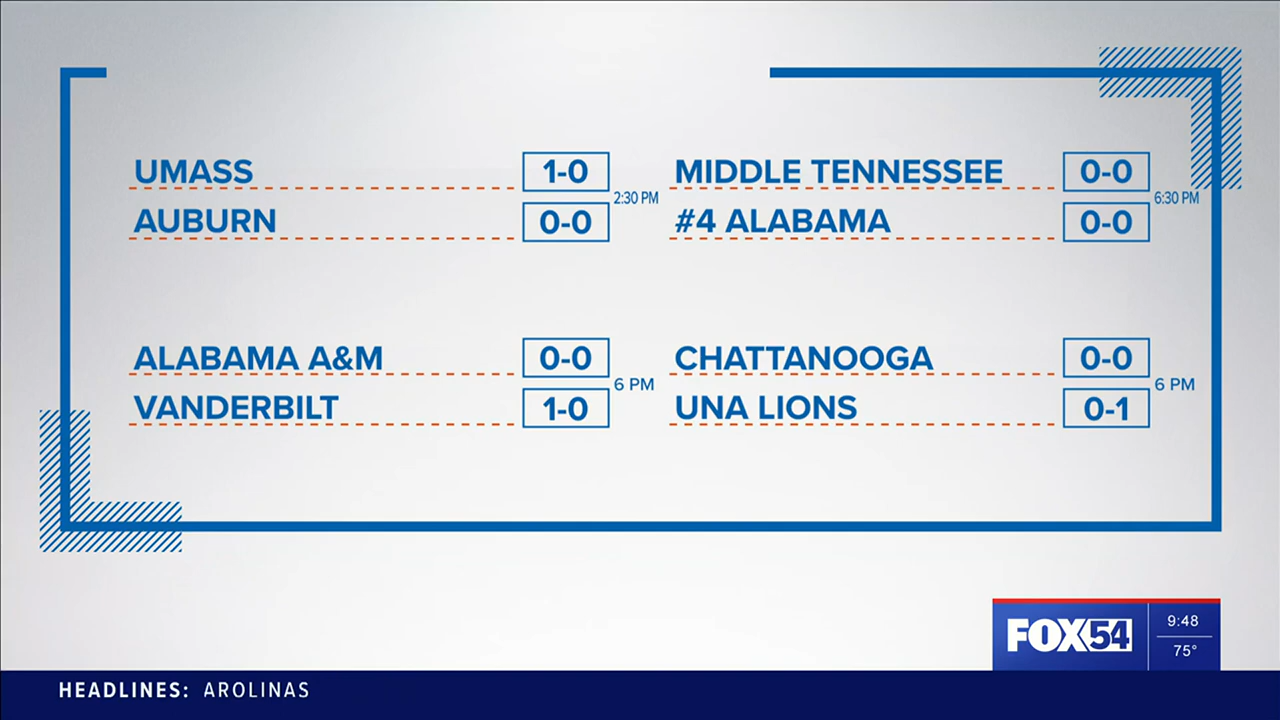 UMASS 1-0
2:30 PM
AUBURN 0-0
MIDDLE TENNESSEE 0-0
6:30 PM
#4 ALABAMA 0-0
ALABAMA A&M 0-0
6 PM
VANDERBILT 1-0
CHATTANOOGA 0-0
6 PM
UNA LIONS 0-1
FOX 54
9:48
75°
HEADLINES: AROLINAS